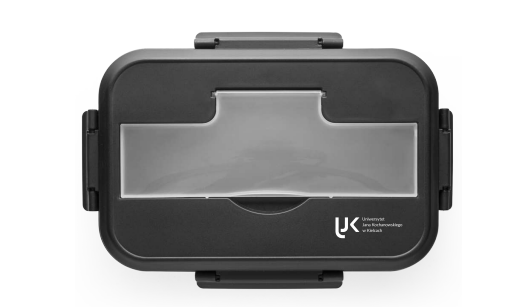 UJK
Uniwersytet
Jana Kochanowskiego
w Kielcach